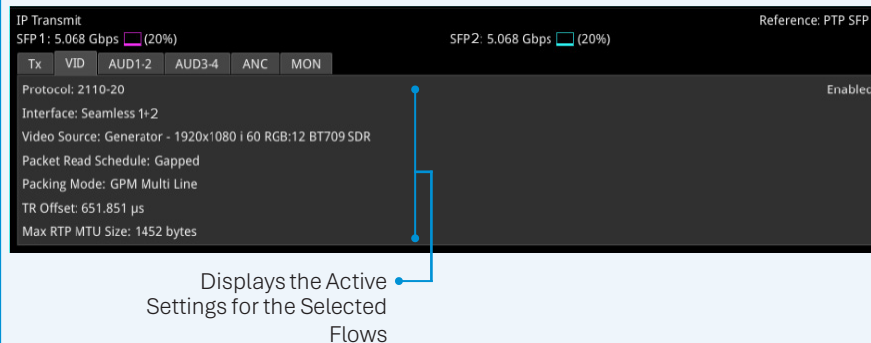 IP Transmit
Reference: PTP SFP
SFP1: 5.068 Gbps (20%)
SFP2: 5.068 Gbps (20%)
Tx VID AUD1-2 AUD3-4 ANC MON
Protocol: 2110-20
Enabled
Interface: Seamless 1+2
Video Source: Generator - 1920x1080 i 60 RGB:12 BT709 SDR
Packet Read Schedule: Gapped
Packing Mode: GPM Multi Line
TR Offset: 651.851 µs
Max RTP MTU Size: 1452 bytes
Displays the Active
Settings for the Selected
Flows